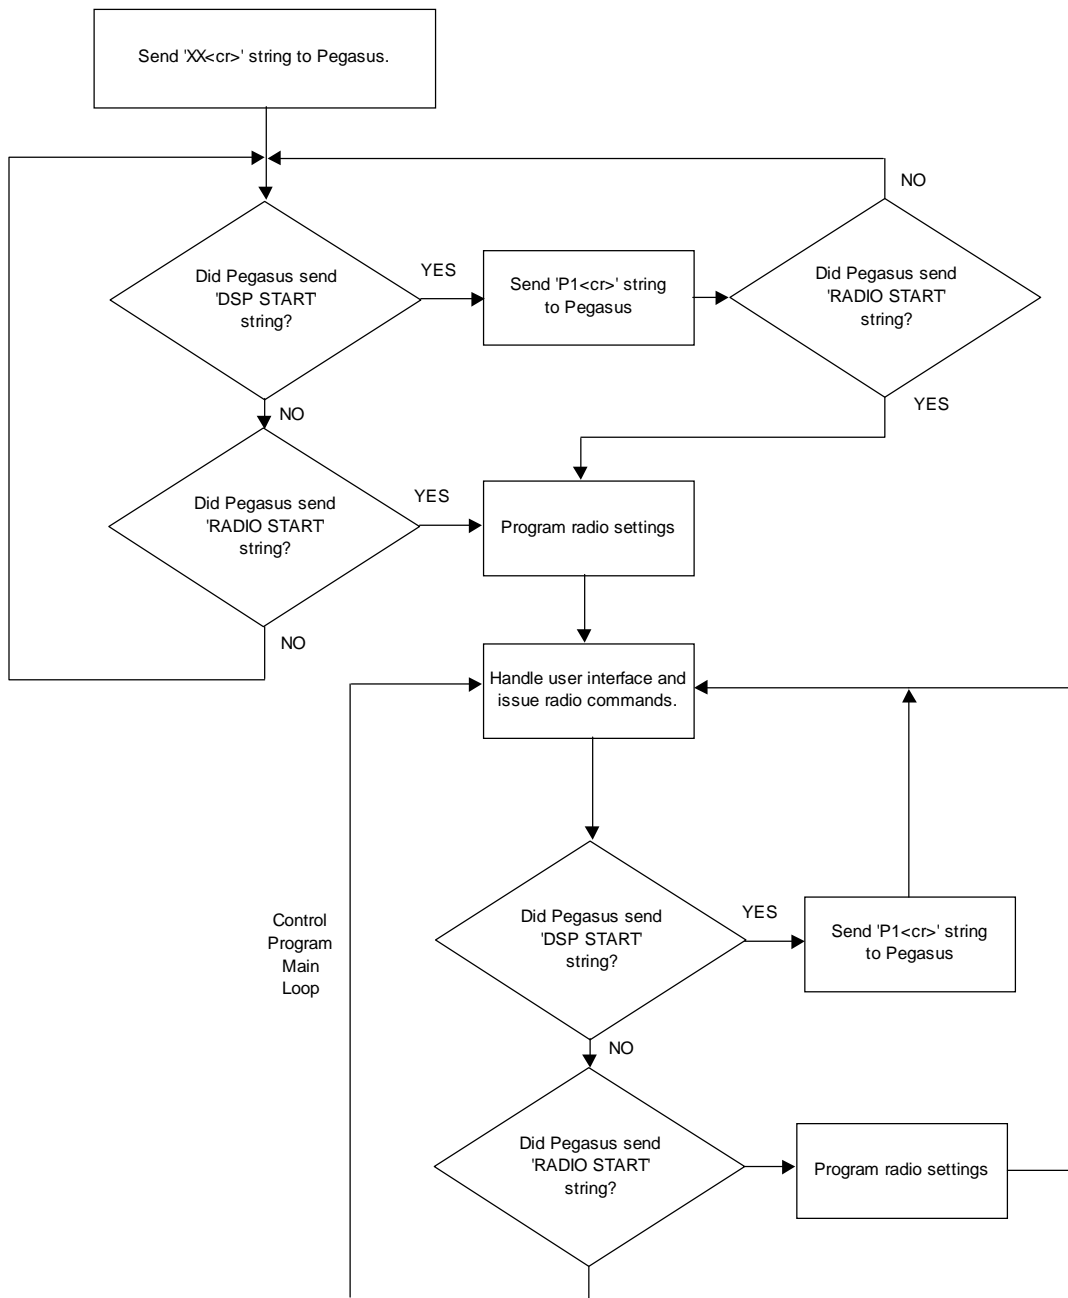 Send 'XX<cr>' string to Pegasus.
NO
Did Pegasus send
'DSP START'
string?
YES
Send 'P1<cr>' string
to Pegasus
Did Pegasus send
'RADIO START'
string?
NO
YES
Did Pegasus send
'RADIO START'
string?
YES
Program radio settings
NO
Handle user interface and
issue radio commands.
Control
Program
Main
Loop
Did Pegasus send
'DSP START'
string?
YES
Send 'P1<cr>' string
to Pegasus
NO
Did Pegasus send
'RADIO START'
string?
Program radio settings